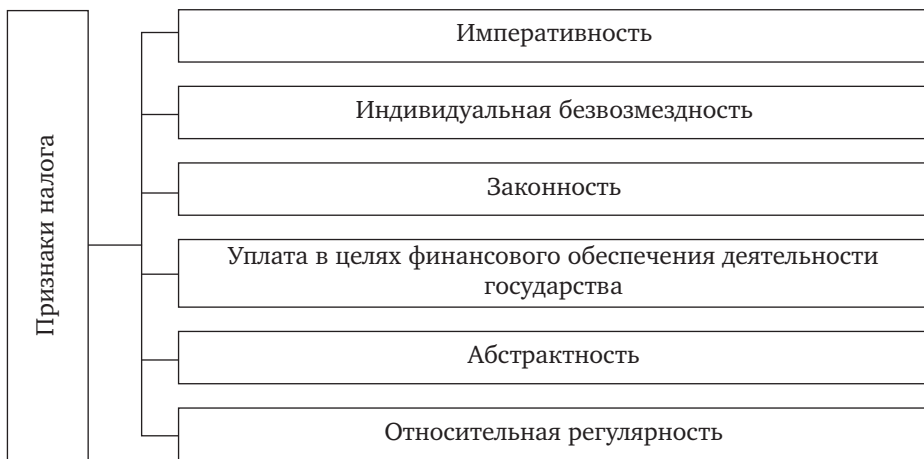 Признаки налога
Императивность
Индивидуальная безвозмездность
Законность
Уплата в целях финансового обеспечения деятельности
государства
Абстрактность
Относительная регулярность